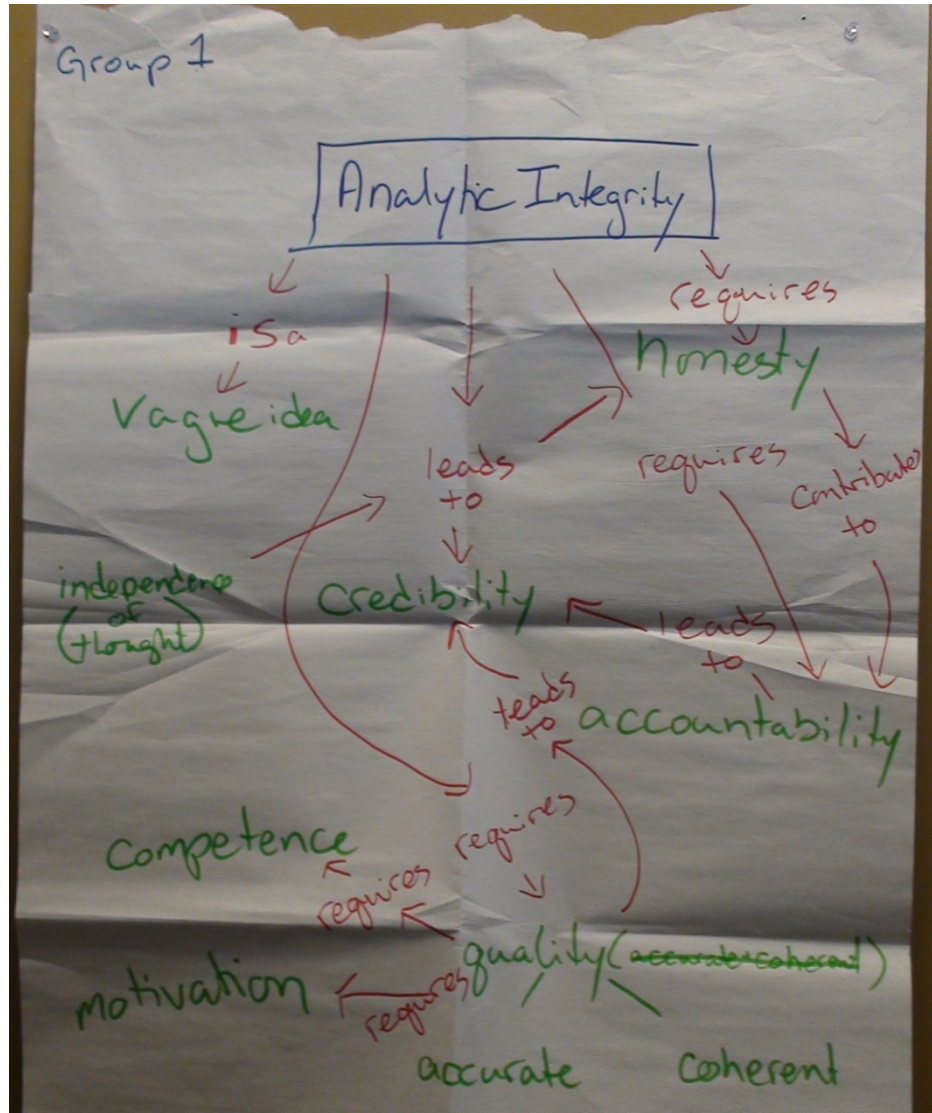 Group 1
Analytic Integrity
requires
is a
honesty
vague idea
leads
to
requires
contributes
to
independence
of
(thought)
credibility
leads
to
leads
to
accountability
requires
competence
requires
quality (accurate coherent)
motivation
requires
accurate
coherent